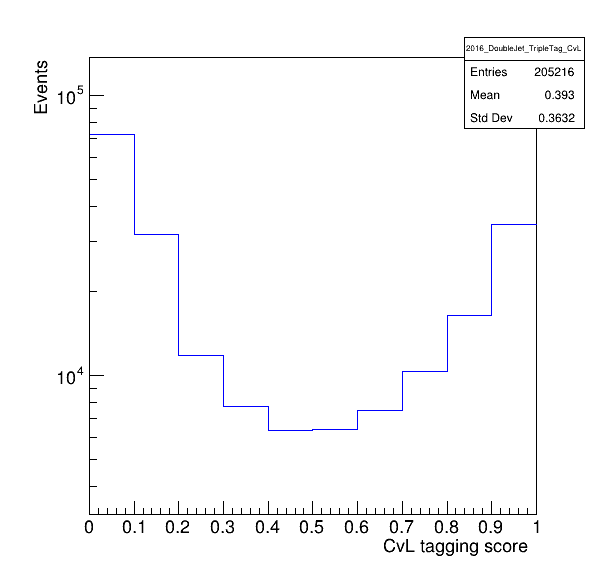 2016_DoubleJet_TripleTag_CvL
Entries 205216
Mean 0.393
Std Dev 0.3632
Events
10^5
10^4
0 0.1 0.2 0.3 0.4 0.5 0.6 0.7 0.8 0.9 1
CvL tagging score